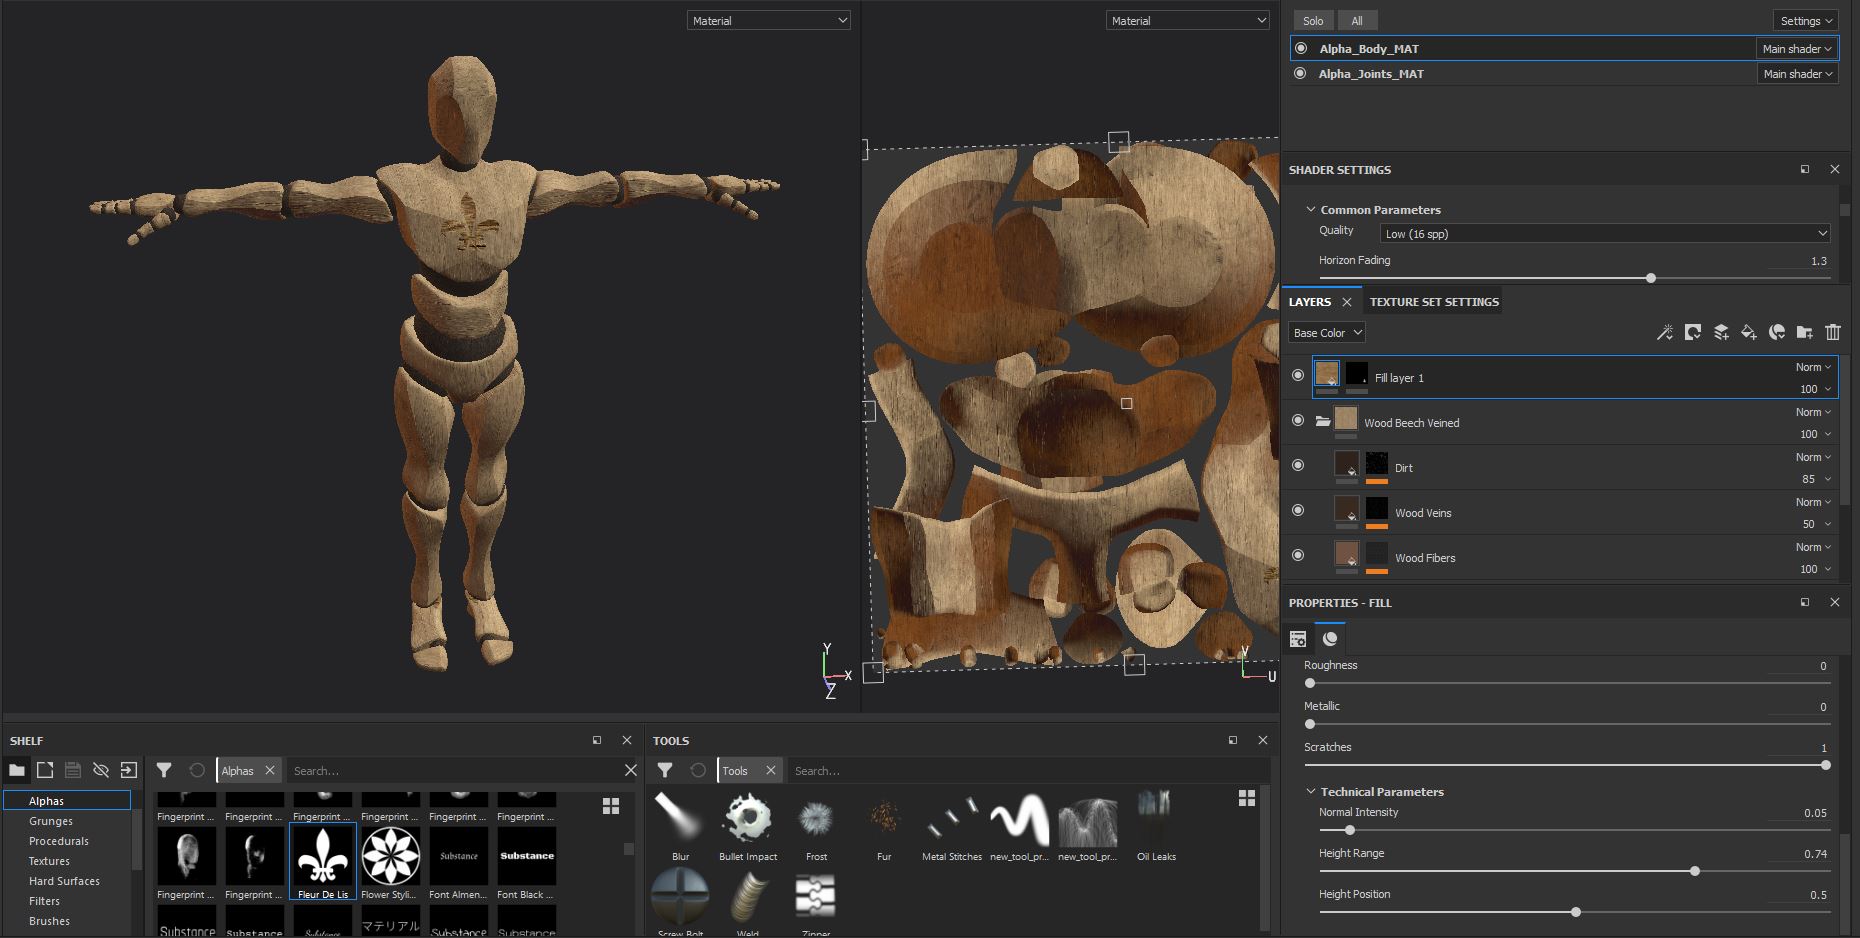 Material
Material
Solo
All
Settings
Alpha_Body_MAT
Main shader
Alpha_Joints_MAT
Main shader
SHADER SETTINGS
Common Parameters
Quality
Low (16 spp)
Horizon Fading
1.3
LAYERS
TEXTURE SET SETTINGS
Base Color
Fill layer 1
Norm
100
Wood Beech Veined
Norm
100
Dirt
Norm
85
Wood Veins
Norm
50
Wood Fibers
Norm
100
PROPERTIES - FILL
Roughness
0
Metallic
0
Scratches
1
Technical Parameters
Normal Intensity
0.05
Height Range
0.74
Height Position
0.5
Y
X
Z
V
U
SHELF
Alphas
Search...
Alphas
Grunges
Procedurals
Textures
Hard Surfaces
Filters
Brushes
Fingerprint ...
Fingerprint ...
Fingerprint ...
Fingerprint ...
Fingerprint ...
Fingerprint ...
Substance
Substance
Fingerprint ...
Fingerprint ...
Fleur De Lis
Flower Styli...
Font Almen...
Font Black ...
Substance
Substance
Substance
マテリアル
Substance
Substance
TOOLS
Tools
Search...
Blur
Bullet Impact
Frost
Fur
Metal Stitches
new_tool_pr...
new_tool_pr...
Oil Leaks
Screw Bolt
Weld
Zipper